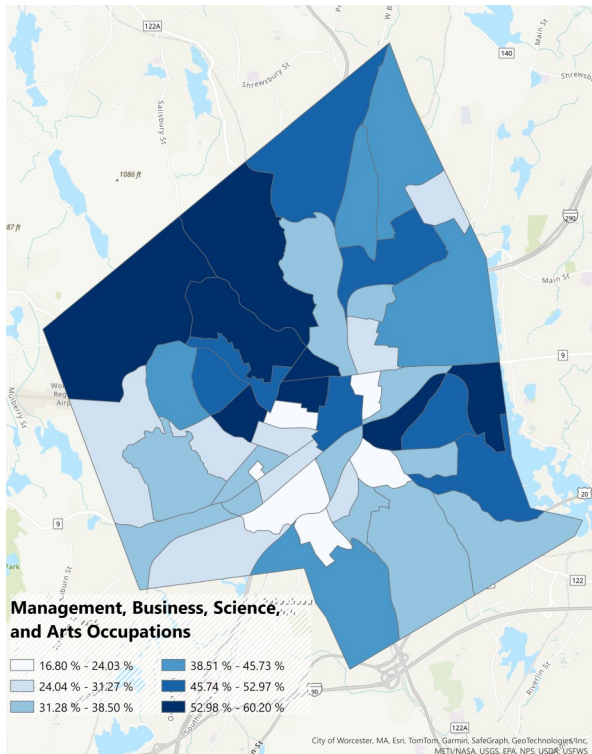 122A
140
Main St
Shrewsbury St
Salisbury St
1086 ft
87 ft
290
Main St
9
Mulberry St
20
9
Park
122
Management, Business, Science,
and Arts Occupations
16.80 % - 24.03 %
38.51 % - 45.73 %
24.04 % - 31.27 %
45.74 % - 52.97 %
31.28 % - 38.50 %
52.98 % - 60.20 %
90
Riverlin St
122A
City of Worcester, MA, Esri, TomTom, Garmin, SafeGraph, GeoTechnologies, Inc,
METI/NASA, USGS, EPA, NPS, USDA, USFWS